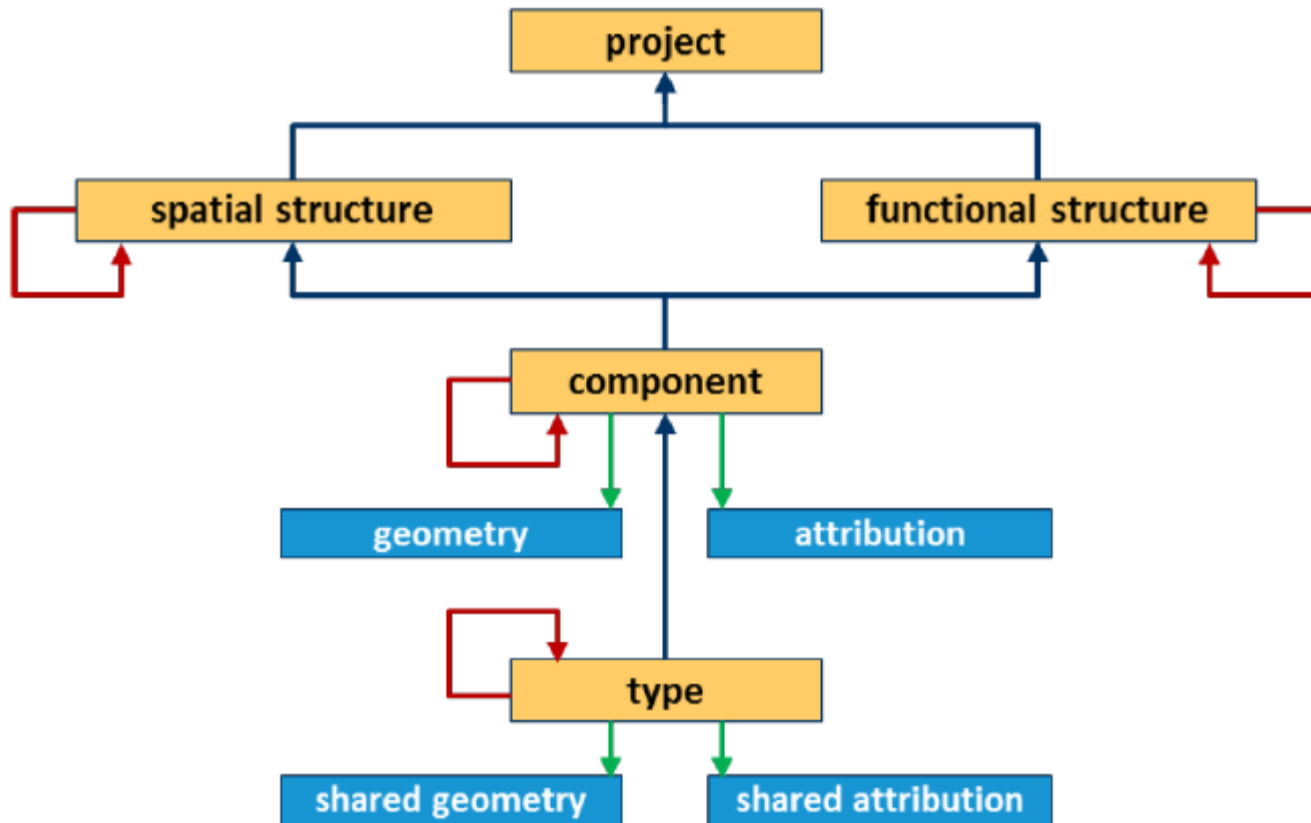 project
spatial structure
functional structure
component
geometry
attribution
type
shared geometry
shared attribution